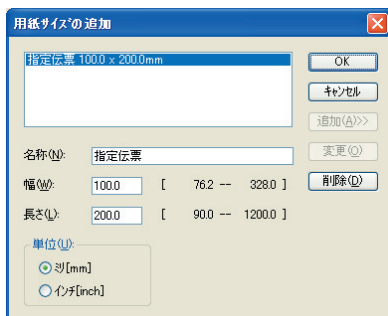 用紙サイズの追加
指定伝票 100.0 x 200.0mm
OK
キャンセル
追加(A)>>
名称(N): 指定伝票
変更(O)
幅(W): 100.0 [ 76.2 -- 328.0 ]
削除(D)
長さ(L): 200.0 [ 90.0 -- 1200.0 ]
単位(U):
ミリ[mm]
インチ[inch]